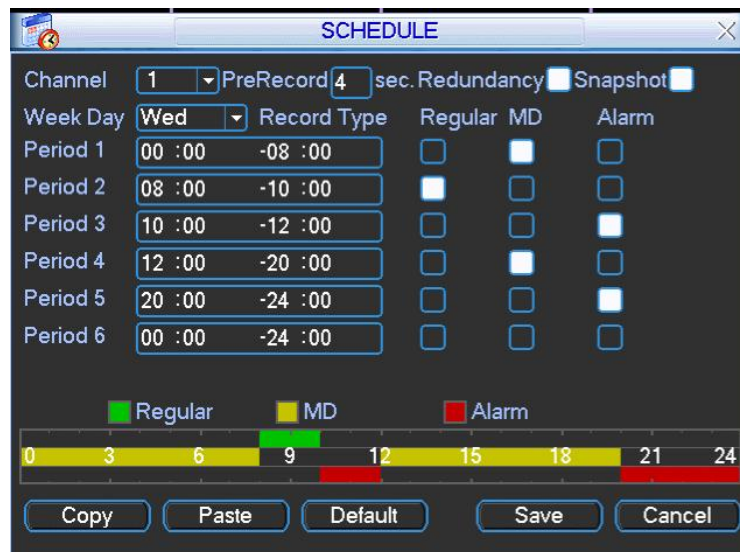 SCHEDULE
Channel 1 PreRecord 4 sec. Redundancy Snapshot
Week Day Wed Record Type Regular MD Alarm
Period 1 00 :00 -08 :00
Period 2 08 :00 -10 :00
Period 3 10 :00 -12 :00
Period 4 12 :00 -20 :00
Period 5 20 :00 -24 :00
Period 6 00 :00 -24 :00
Regular MD Alarm
0 3 6 9 12 15 18 21 24
Copy Paste Default Save Cancel